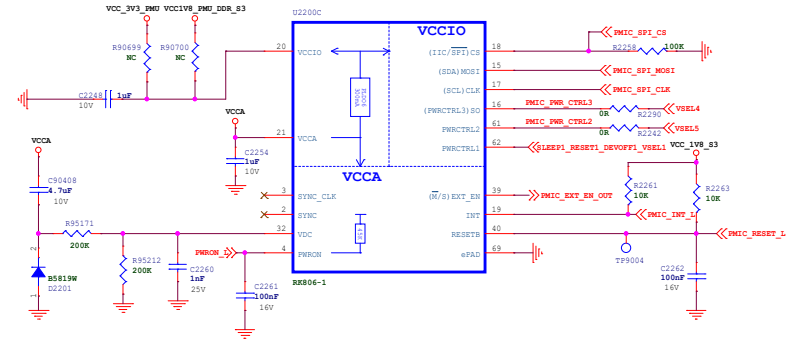 VCC_3V3_PMU VCC1V8_PMU_DDR_S3
U2200C
VCCIO
R90699
NC
R90700
NC
20
VCCIO
(IIC/SPI)CS
18
PMIC_SPI_CS
R2258
100K
(SDA)MOSI
15
PMIC_SPI_MOSI
C2248
1uF
10V
(SCL)CLK
17
PMIC_SPI_CLK
300mA
(PWRCTRL3)SO
16
PMIC_PWR_CTRL3
0R
R2290
VSEL4
VCCA
21
VCCA
PWRCTRL2
61
PMIC_PWR_CTRL2
0R
R2242
VSEL5
PWRCTRL1
62
SLEEP1_RESET1_DEVOFF1_VSEL1
VCCA
C2254
1uF
10V
VCCA
VCC_1V8_S3
C90408
4.7uF
10V
3
SYNC_CLK
(M/S)EXT_EN
39
PMIC_EXT_EN_OUT
R2261
10K
R2263
10K
2
SYNC
INT
19
PMIC_INT_L
R95171
200K
32
VDC
RESETB
40
PMIC_RESET_L
PWRON_L
4
PWRON
ePAD
69
TP9004
2
B5819W
D2201
1
R95212
200K
C2260
1nF
25V
C2261
100nF
16V
C2262
100nF
16V
RK806-1